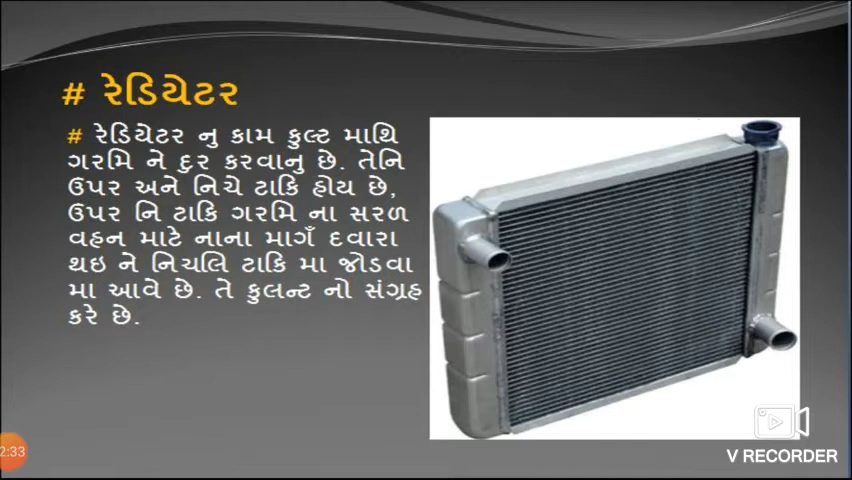 # રેડિયેટર
# રેડિયેટર નુ કામ કુલ્ટ માથિ
ગરમિ ને દુર કરવાનુ છે. તેનિ
ઉપર અને નિચે ટાકિ હોય છે,
ઉપર નિ ટાકિ ગરમિ ના સરળ
વહન માટે નાના માર્ગઁ દવારા
થઇ ને નિચલિ ટાકિ મા જોડવા
મા આવે છે. તે કુલન્ટ નો સંગ્રહ
કરે છે.
2:33
V RECORDER